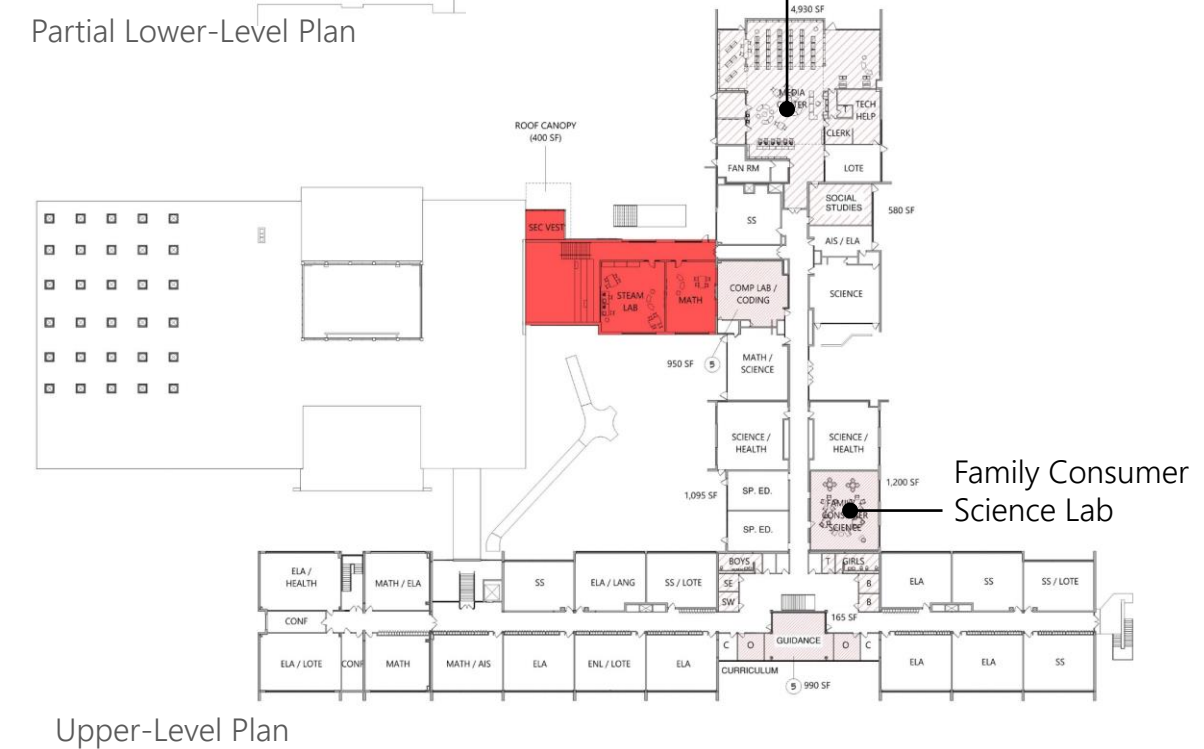 Partial Lower-Level Plan
4,930 SF
ROOF CANOPY
(400 SF)
MEDIA
TECH
HELP
T
CLERK
FAN RM
LOTE
SEC VEST
SS
SOCIAL
STUDIES
580 SF
AIS / ELA
STEAM
LAB
MATH
COMP LAB /
CODING
SCIENCE
950 SF
5
MATH /
SCIENCE
SCIENCE /
HEALTH
SCIENCE /
HEALTH
1,095 SF
SP. ED.
SP. ED.
FAMILY
CONSUMER
SCIENCE
1,200 SF
Family Consumer
Science Lab
ELA /
HEALTH
MATH / ELA
SS
ELA / LANG
SS / LOTE
BOYS
T
GIRLS
SE
SW
B
B
ELA
SS
SS / LOTE
CONF
165 SF
ELA / LOTE
CONF
MATH
MATH / AIS
ELA
ENL / LOTE
ELA
C
O
GUIDANCE
O
C
ELA
ELA
SS
CURRICULUM
5
990 SF
Upper-Level Plan